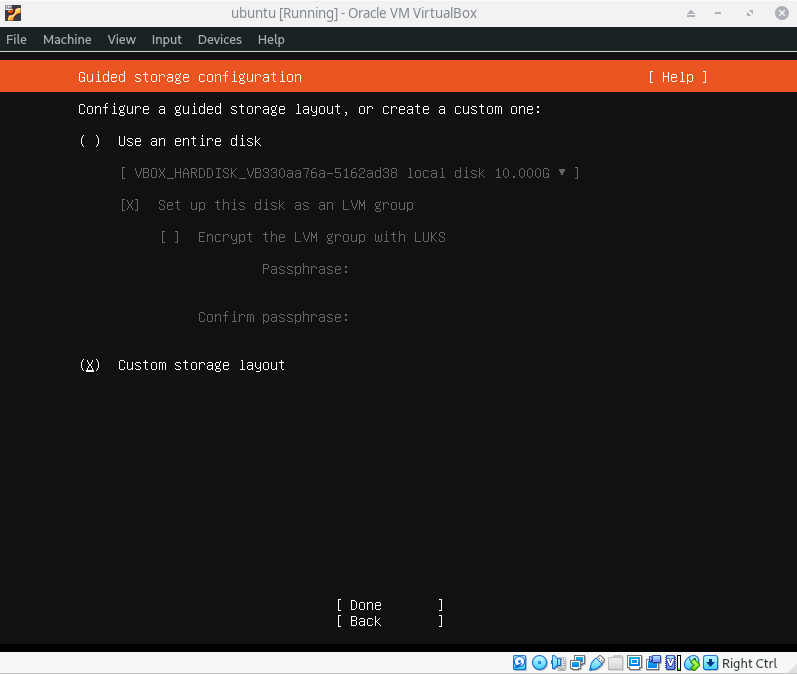 ubuntu [Running] - Oracle VM VirtualBox
File Machine View Input Devices Help
Guided storage configuration [ Help ]
Configure a guided storage layout, or create a custom one:
( ) Use an entire disk
[ VBOX_HARDDISK_VB330aa76a-5162ad38 local disk 10.000G ▾ ]
[X] Set up this disk as an LVM group
[ ] Encrypt the LVM group with LUKS
Passphrase:
Confirm passphrase:
(X) Custom storage layout
[ Done ]
[ Back ]
Right Ctrl